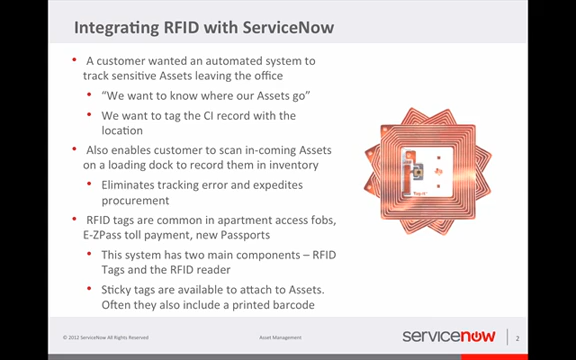 Integrating RFID with ServiceNow
• A customer wanted an automated system to
track sensitive Assets leaving the office
• “We want to know where our Assets go”
• We want to tag the CI record with the
location
• Also enables customer to scan in-coming Assets
on a loading dock to record them in inventory
• Eliminates tracking error and expedites
procurement
• RFID tags are common in apartment access fobs,
E-ZPass toll payment, new Passports
• This system has two main components – RFID
Tags and the RFID reader
• Sticky tags are available to attach to Assets.
Often they also include a printed barcode
© 2012 ServiceNow All Rights Reserved
Asset Management
servicenow
2